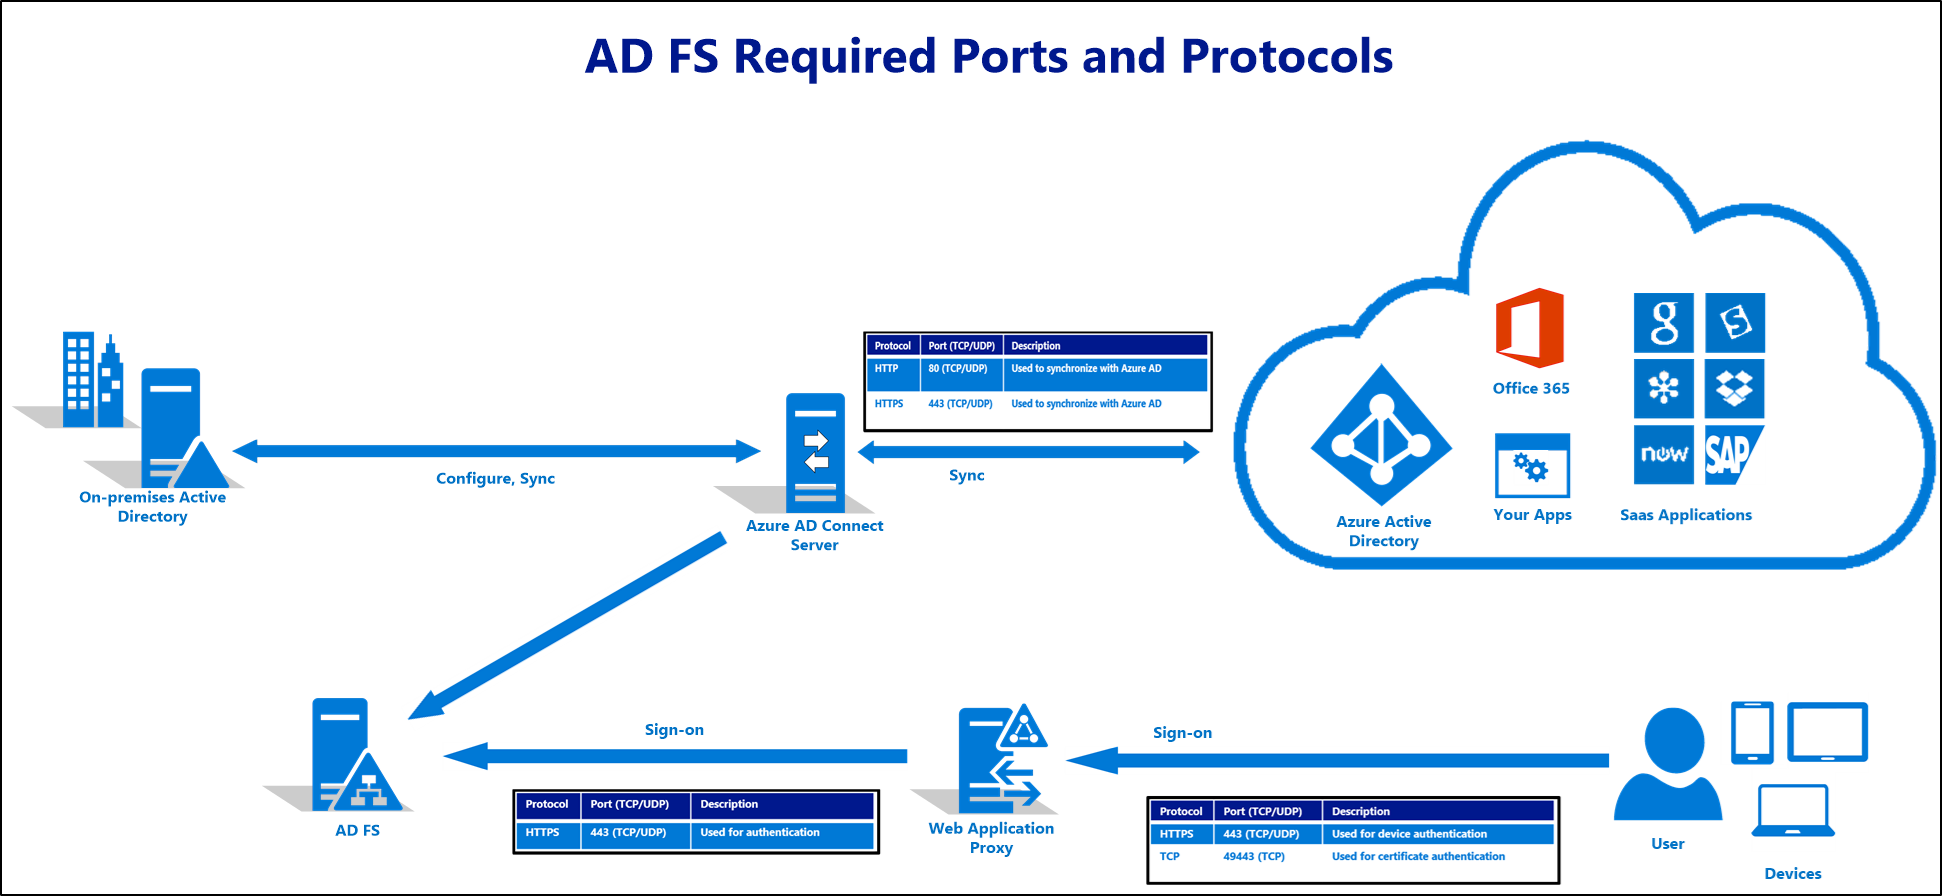 AD FS Required Ports and Protocols
Protocol Port (TCP/UDP) Description
HTTP 80 (TCP/UDP) Used to synchronize with Azure AD
HTTPS 443 (TCP/UDP) Used to synchronize with Azure AD
Configure, Sync
Sync
On-premises Active
Directory
Azure AD Connect
Server
Azure Active
Directory
Office 365
Your Apps
g
S
now
SAP
Saas Applications
Sign-on
Sign-on
AD FS
Protocol Port (TCP/UDP) Description
HTTPS 443 (TCP/UDP) Used for authentication
Web Application
Proxy
Protocol Port (TCP/UDP) Description
HTTPS 443 (TCP/UDP) Used for device authentication
TCP 49443 (TCP) Used for certificate authentication
User
Devices